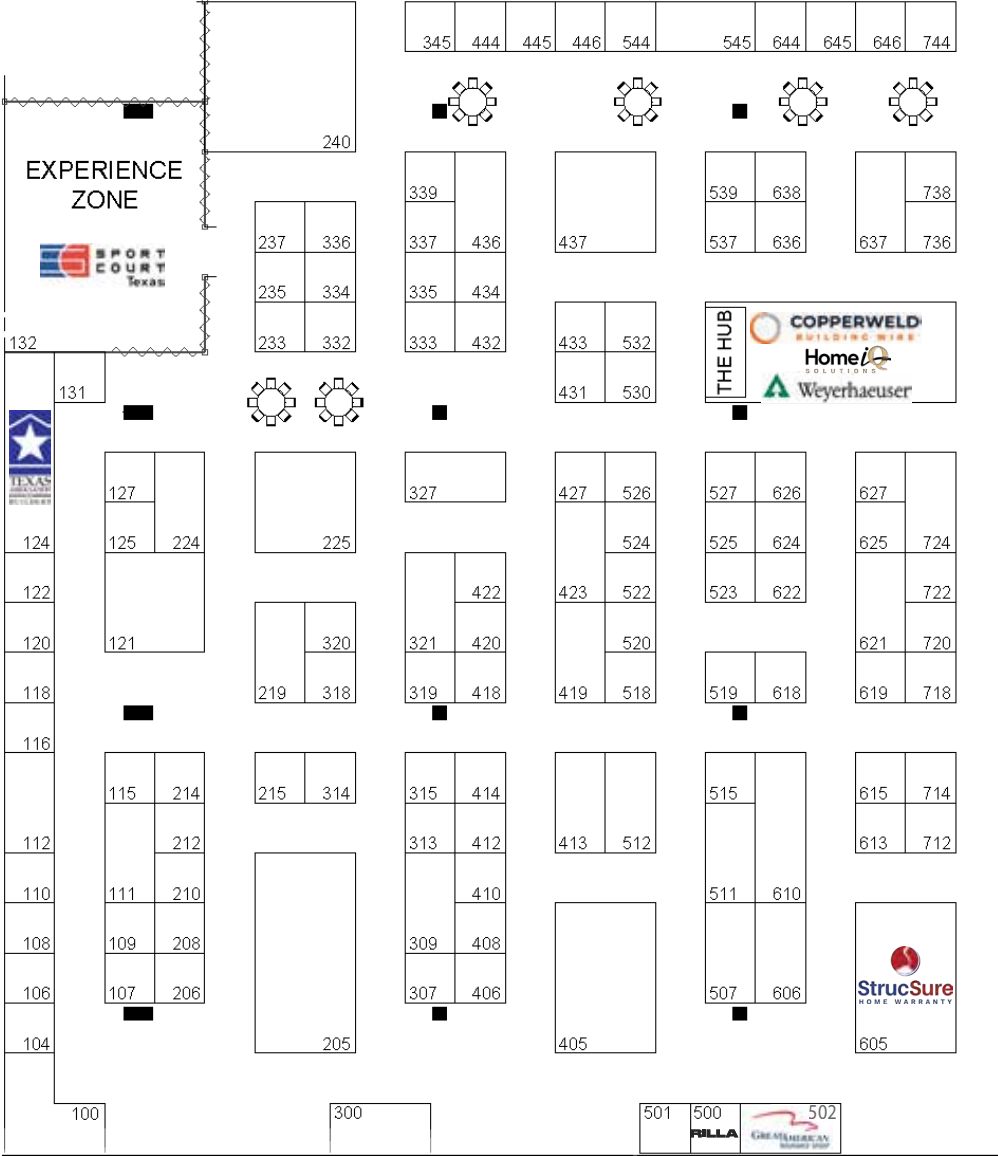 345 444 445 446 544 545 644 645 646 744
240
EXPERIENCE
ZONE
339 539 638 738
237 336 337 436 437 537 636 637 736
SPORT
COURT
Texas
235 334 335 434
THE HUB
COPPERWELD
BUILDING WIRE
132 233 332 333 432 433 532
HomeiQ
SOLUTIONS
131 431 530
Weyerhaeuser
TEXAS
127 327 427 526 527 626 627
124 125 224 225 524 525 624 625 724
122 422 423 522 523 622 722
120 121 320 321 420 520 621 720
118 219 318 319 418 419 518 519 618 619 718
116
115 214 215 314 315 414 515 615 714
112 212 313 412 413 512 613 712
110 111 210 410 511 610
108 109 208 309 408
106 107 206 307 406 507 606
StrucSure
HOME WARRANTY
104 205 405 605
100 300 501 500 502
RILLA
GREATAMERICAN
INSURANCE GROUP